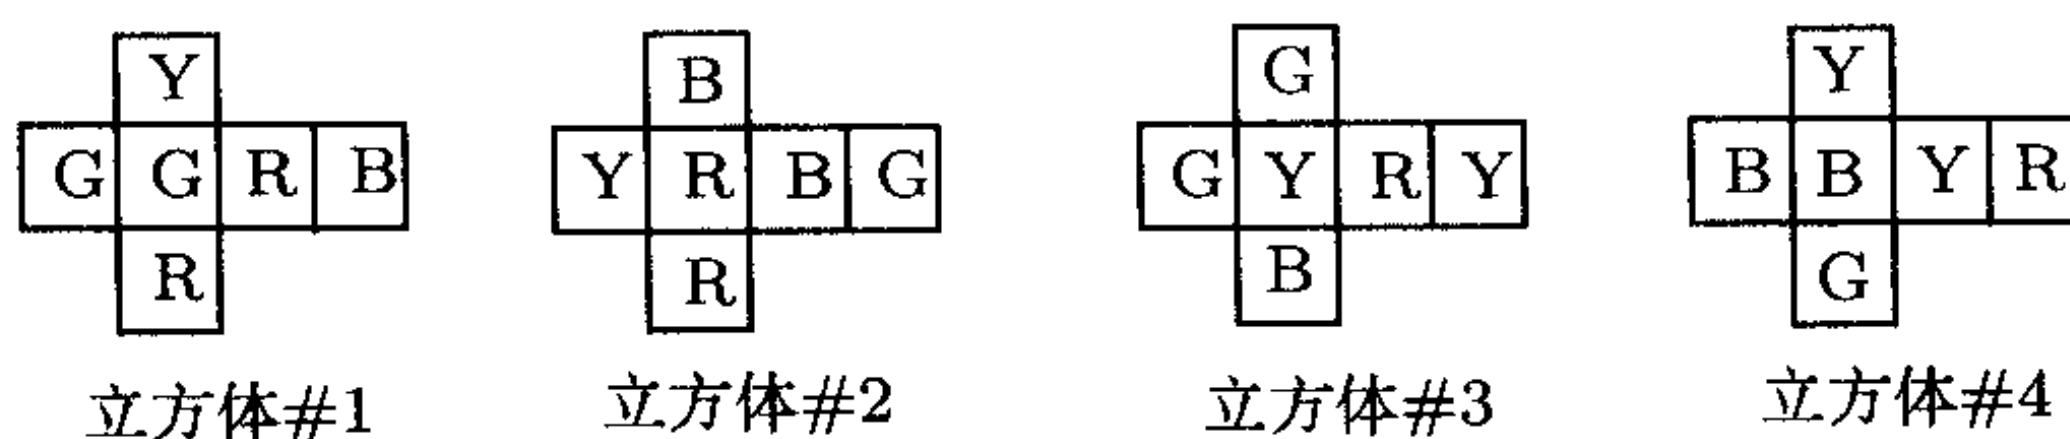 Y B G Y
G G R B Y R B G G Y R Y B B Y R
R R B G
立方体#1 立方体#2 立方体#3 立方体#4